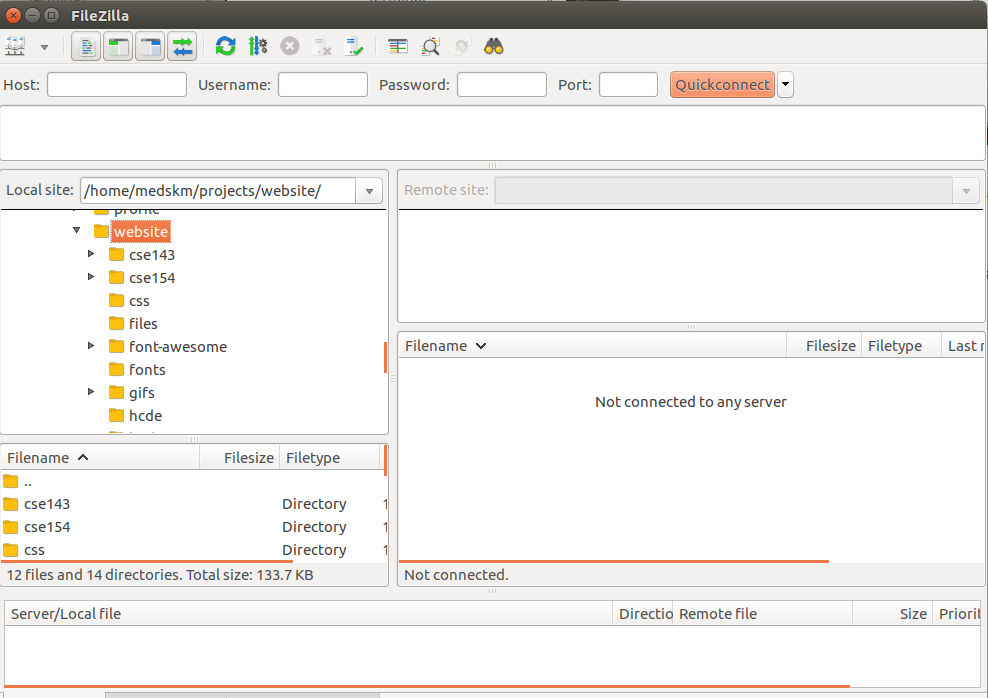 FileZilla
Host: Username: Password: Port: Quickconnect
Local site: /home/medskm/projects/website/
Remote site:
profile
website
cse143
cse154
css
files
font-awesome
fonts
gifs
hcde
Filename Filesize Filetype
..
cse143 Directory 1
cse154 Directory 1
css Directory 1
12 files and 14 directories. Total size: 133.7 KB
Filename Filesize Filetype Last
Not connected to any server
Not connected.
Server/Local file Directio Remote file Size Priorit